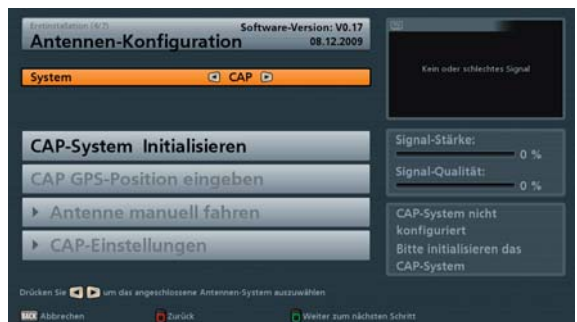 Erstinstallation (4/7)
Software-Version: V0.17
Antennen-Konfiguration
08.12.2009
System
CAP
Kein oder schlechtes Signal
CAP-System Initialisieren
CAP GPS-Position eingeben
Antenne manuell fahren
CAP-Einstellungen
Signal-Stärke:
0 %
Signal-Qualität:
0 %
CAP-System nicht
konfiguriert
Bitte initialisieren das
CAP-System
Drücken Sie um das angeschlossene Antennen-System auszuwählen
BACK Abbrechen
Zurück
Weiter zum nächsten Schritt